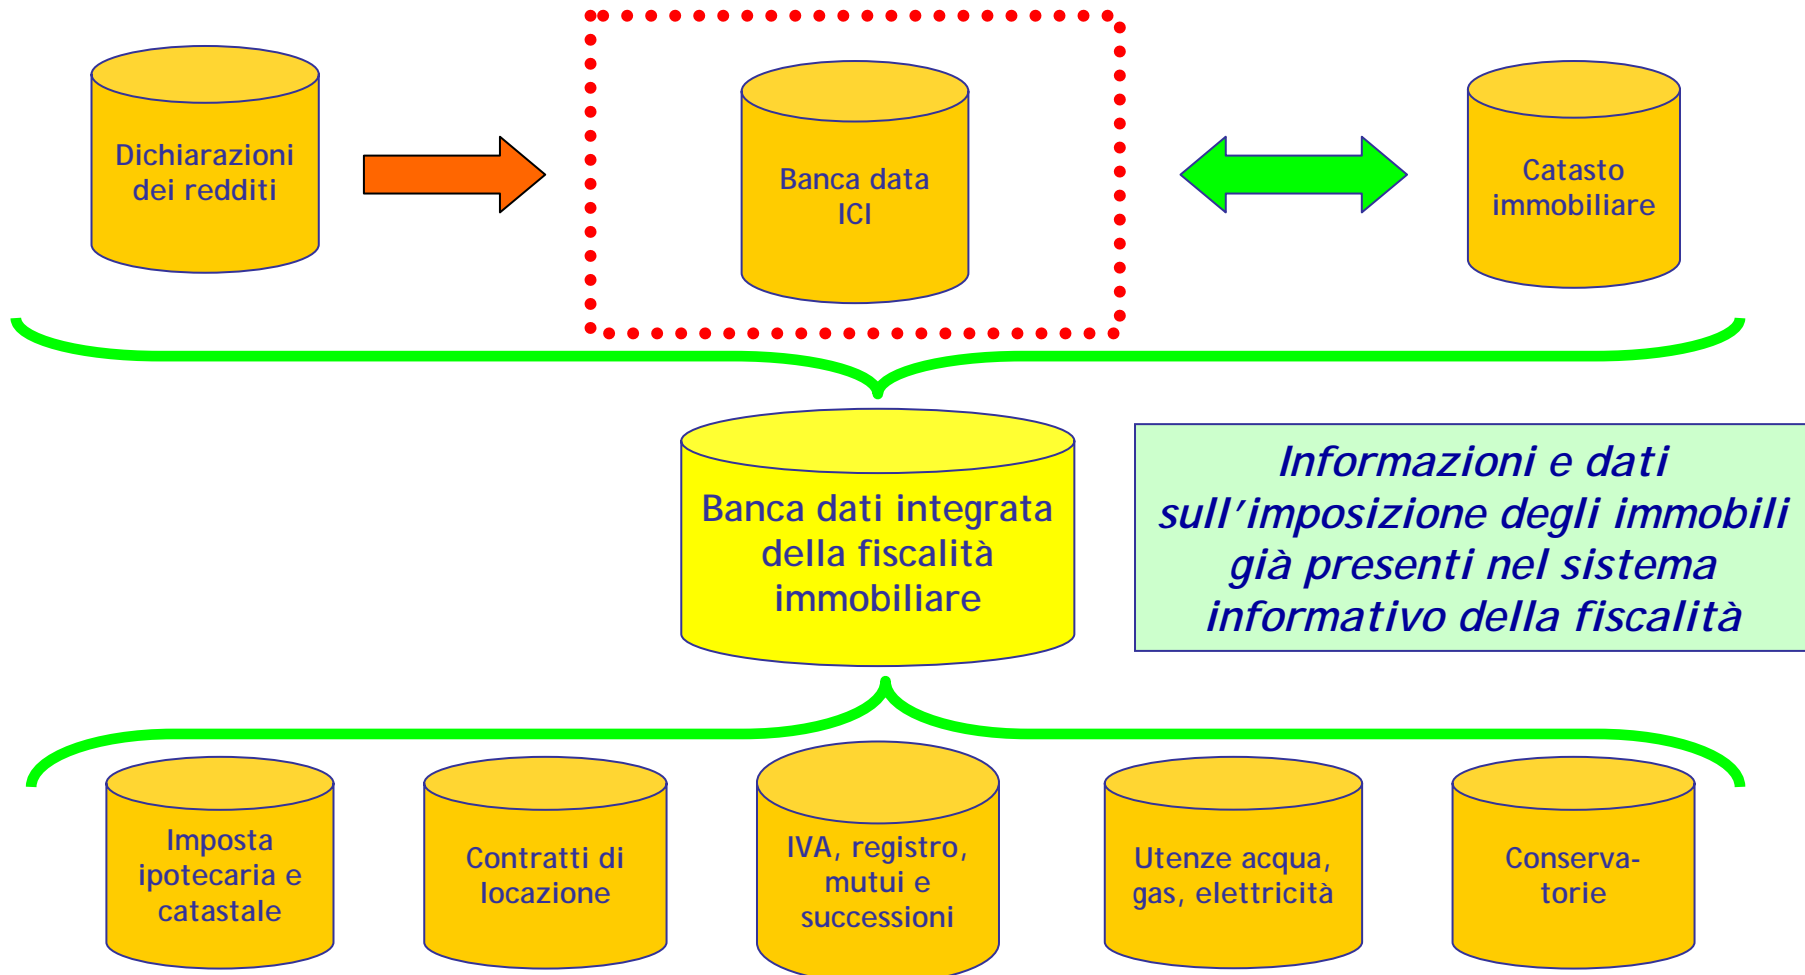 Dichiarazioni
dei redditi
Banca data
ICI
Catasto
immobiliare
Banca dati integrata
della fiscalità
immobiliare
Informazioni e dati
sull'imposizione degli immobili
già presenti nel sistema
informativo della fiscalità
Imposta
ipotecaria e
catastale
Contratti di
locazione
IVA, registro,
mutui e
successioni
Utenze acqua,
gas, elettricità
Conserva-
torie